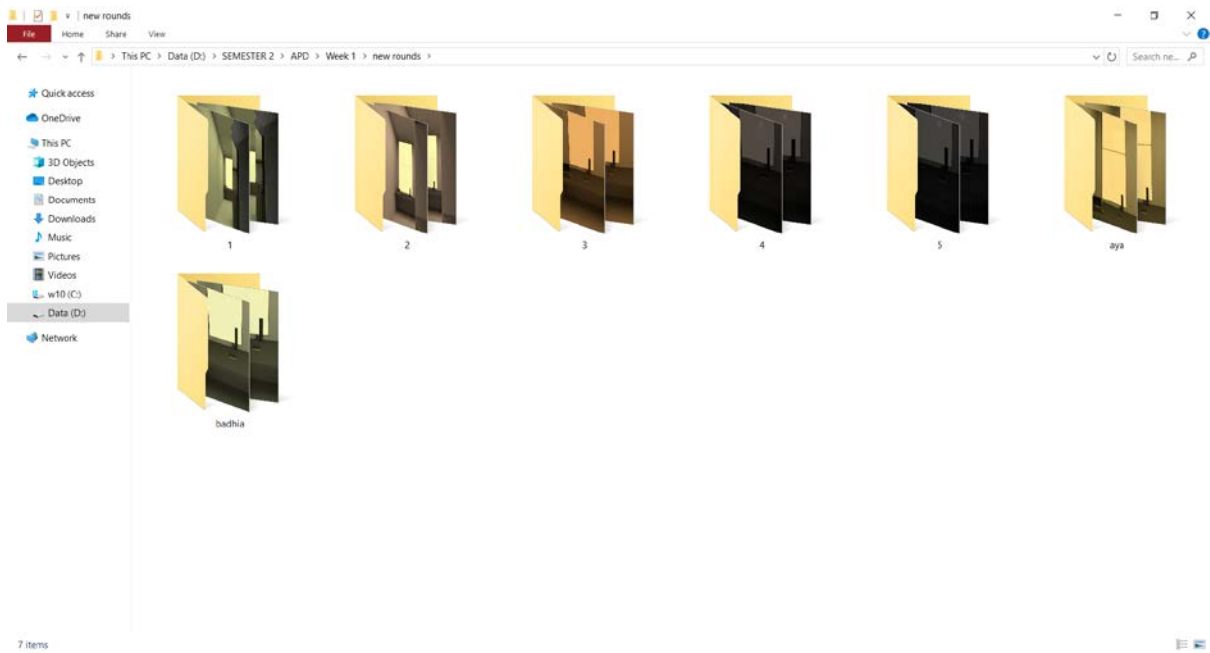 new rounds
File Home Share View
This PC > Data (D:) > SEMESTER 2 > APD > Week 1 > new rounds >
Search ne...
Quick access
OneDrive
This PC
3D Objects
Desktop
Documents
Downloads
Music
Pictures
Videos
w10 (C:)
Data (D:)
Network
1 2 3 4 5 aya
badhia
7 items